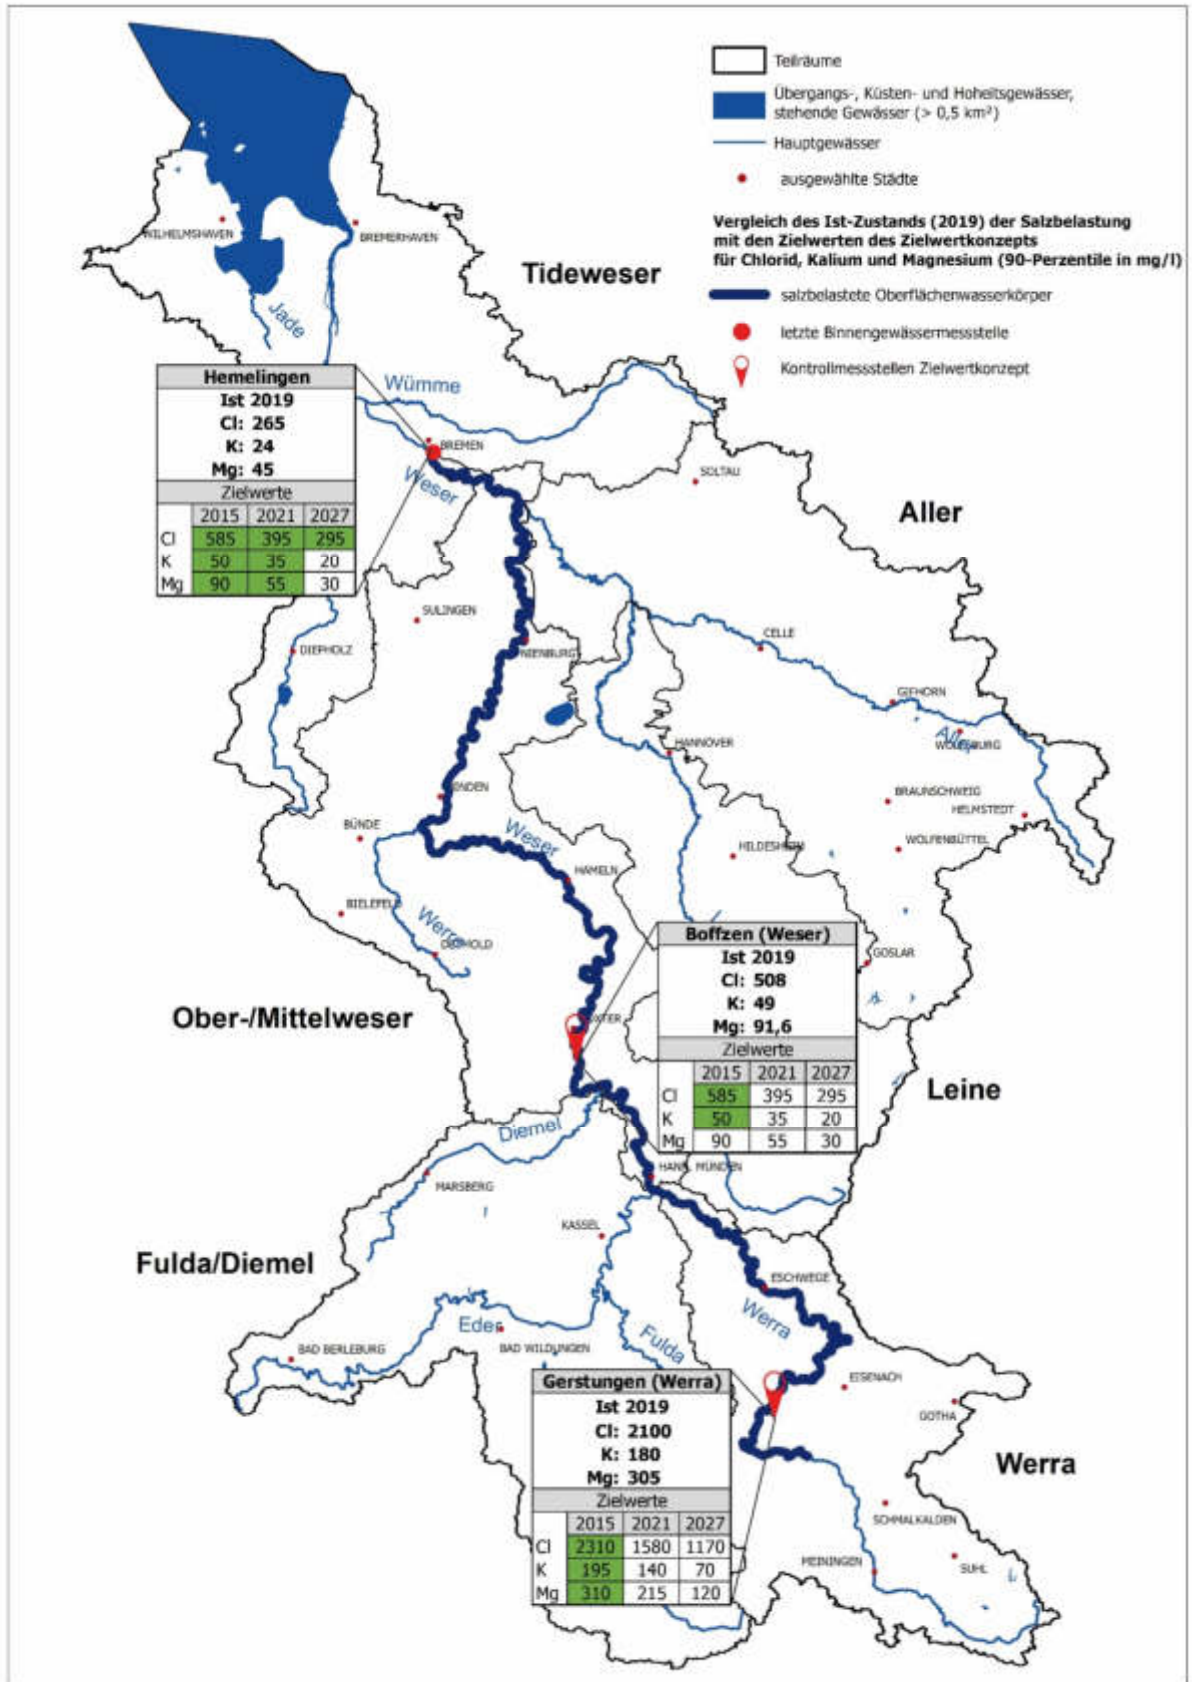 Teilräume
Übergangs-, Küsten- und Hoheitsgewässer,
stehende Gewässer (> 0,5 km²)
Hauptgewässer
ausgewählte Städte
Vergleich des Ist-Zustands (2019) der Salzbelastung
mit den Zielwerten des Zielwertkonzepts
für Chlorid, Kalium und Magnesium (90-Perzentile in mg/l)
salzbelastete Oberflächenwasserkörper
letzte Binnengewässermessstelle
Kontrollmessstellen Zielwertkonzept
WILHELMSHAVEN
BREMERHAVEN
Tideweser
Jade
Hemelingen
Ist 2019
Cl: 265
K: 24
Mg: 45
Zielwerte
2015 2021 2027
Cl 585 395 295
K 50 35 20
Mg 90 55 30
Wümme
BREMEN
Weser
SOLTAU
Aller
SULINGEN
DIEPHOLZ
NIENBURG
CELLE
GIFHORN
Aller
WOLFSBURG
HANNOVER
BRAUNSCHWEIG
HELMSTEDT
WOLFENBÜTTEL
HILDESHEIM
BÜNDE
Weser
HAMELN
BIELEFELD
Werre
GOSLAR
Boffzen (Weser)
Ist 2019
Cl: 508
K: 49
Mg: 91,6
Zielwerte
2015 2021 2027
Cl 585 395 295
K 50 35 20
Mg 90 55 30
Ober-/Mittelweser
Leine
Diemel
HANN. MÜNDEN
MARSBERG
KASSEL
Fulda/Diemel
ESCHWEGE
Werra
Eder
Fulda
BAD BERLEBURG
BAD WILDUNGEN
EISENACH
GOTHA
Gerstungen (Werra)
Ist 2019
Cl: 2100
K: 180
Mg: 305
Zielwerte
2015 2021 2027
Cl 2310 1580 1170
K 195 140 70
Mg 310 215 120
Werra
SCHMALKALDEN
SUHL
MEININGEN